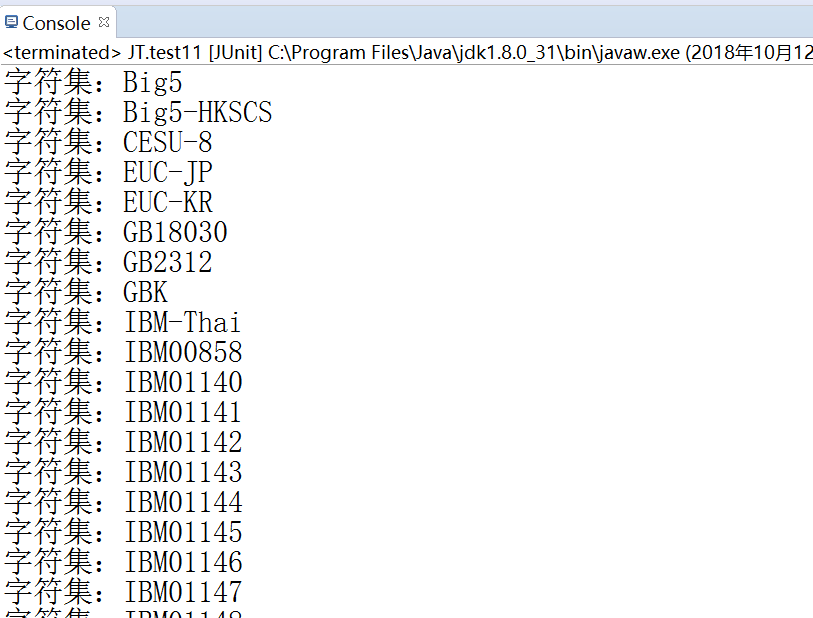 Console
<terminated> JT.test11 [JUnit] C:\Program Files\Java\jdk1.8.0_31\bin\javaw.exe (2018年10月12
字符集：Big5
字符集：Big5-HKSCS
字符集：CESU-8
字符集：EUC-JP
字符集：EUC-KR
字符集：GB18030
字符集：GB2312
字符集：GBK
字符集：IBM-Thai
字符集：IBM00858
字符集：IBM01140
字符集：IBM01141
字符集：IBM01142
字符集：IBM01143
字符集：IBM01144
字符集：IBM01145
字符集：IBM01146
字符集：IBM01147
字符集：IBM01148